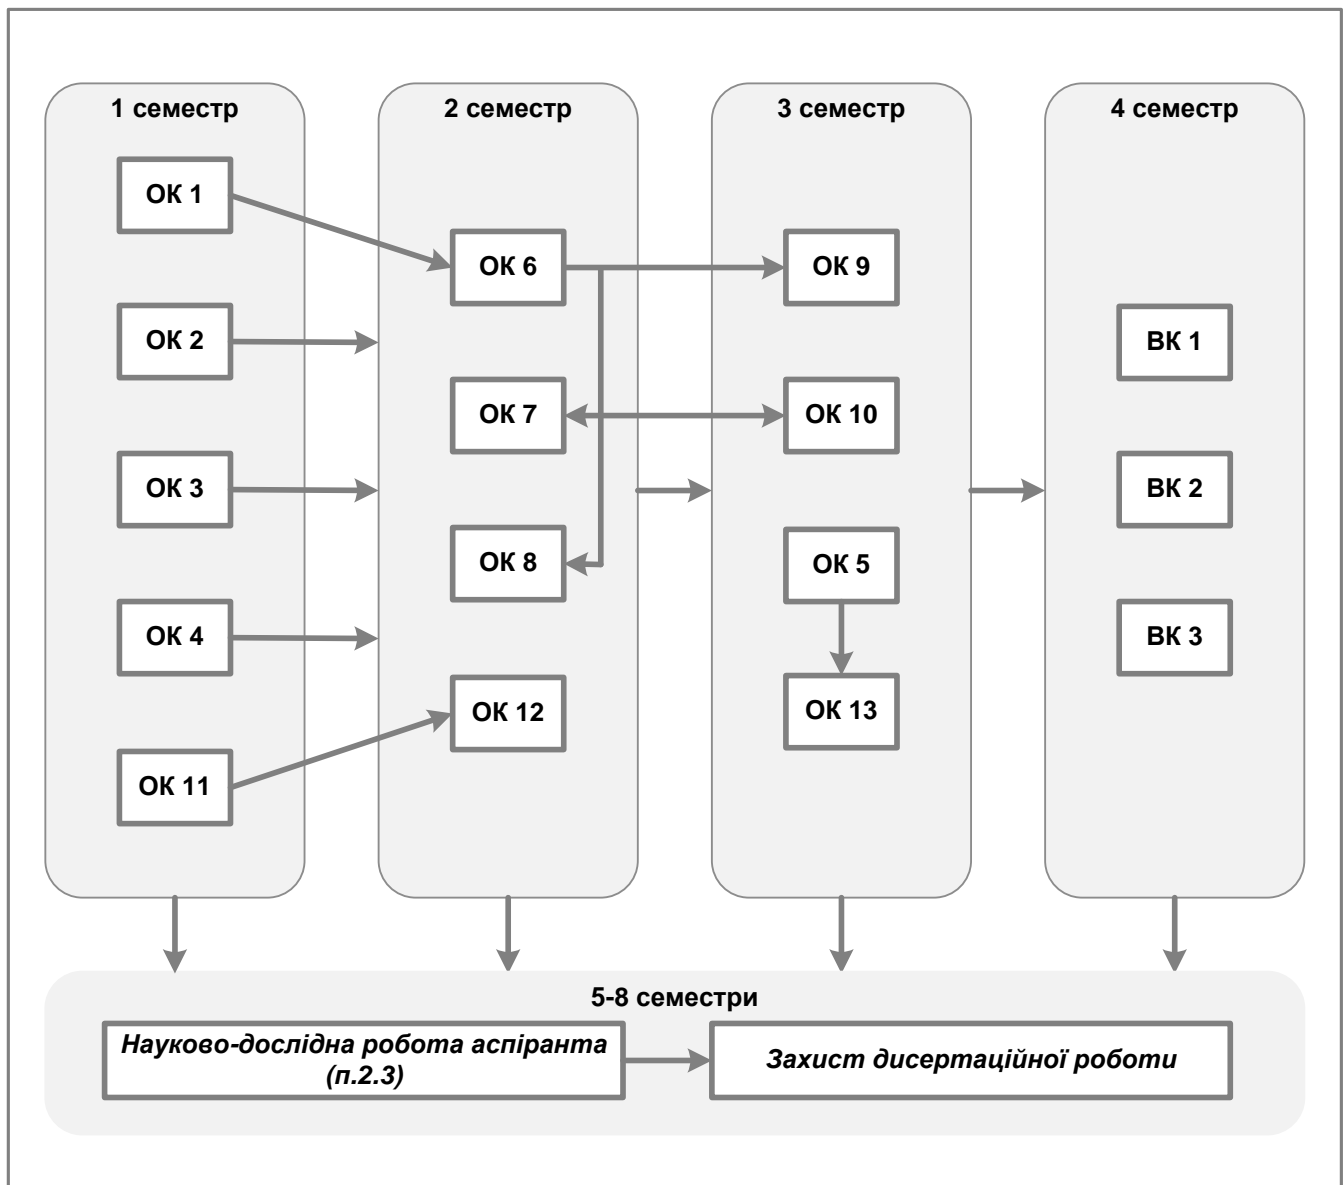 1 семестр
ОК 1
ОК 2
ОК 3
ОК 4
ОК 11
2 семестр
ОК 6
ОК 7
ОК 8
ОК 12
3 семестр
ОК 9
ОК 10
ОК 5
ОК 13
4 семестр
ВК 1
ВК 2
ВК 3
5-8 семестри
Науково-дослідна робота аспіранта
(п.2.3)
Захист дисертаційної роботи